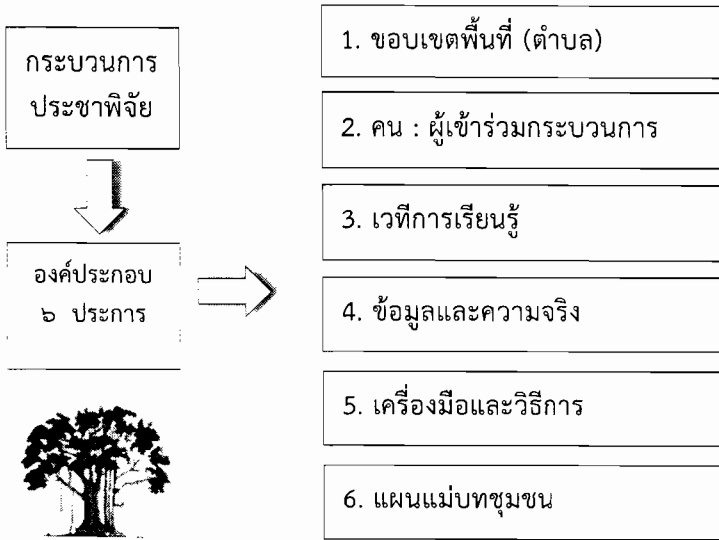 กระบวนการ
ประชาพิจัย
องค์ประกอบ
๖ ประการ
1. ขอบเขตพื้นที่ (ตำบล)
2. คน : ผู้เข้าร่วมกระบวนการ
3. เวทีการเรียนรู้
4. ข้อมูลและความจริง
5. เครื่องมือและวิธีการ
6. แผนแม่บทชุมชน